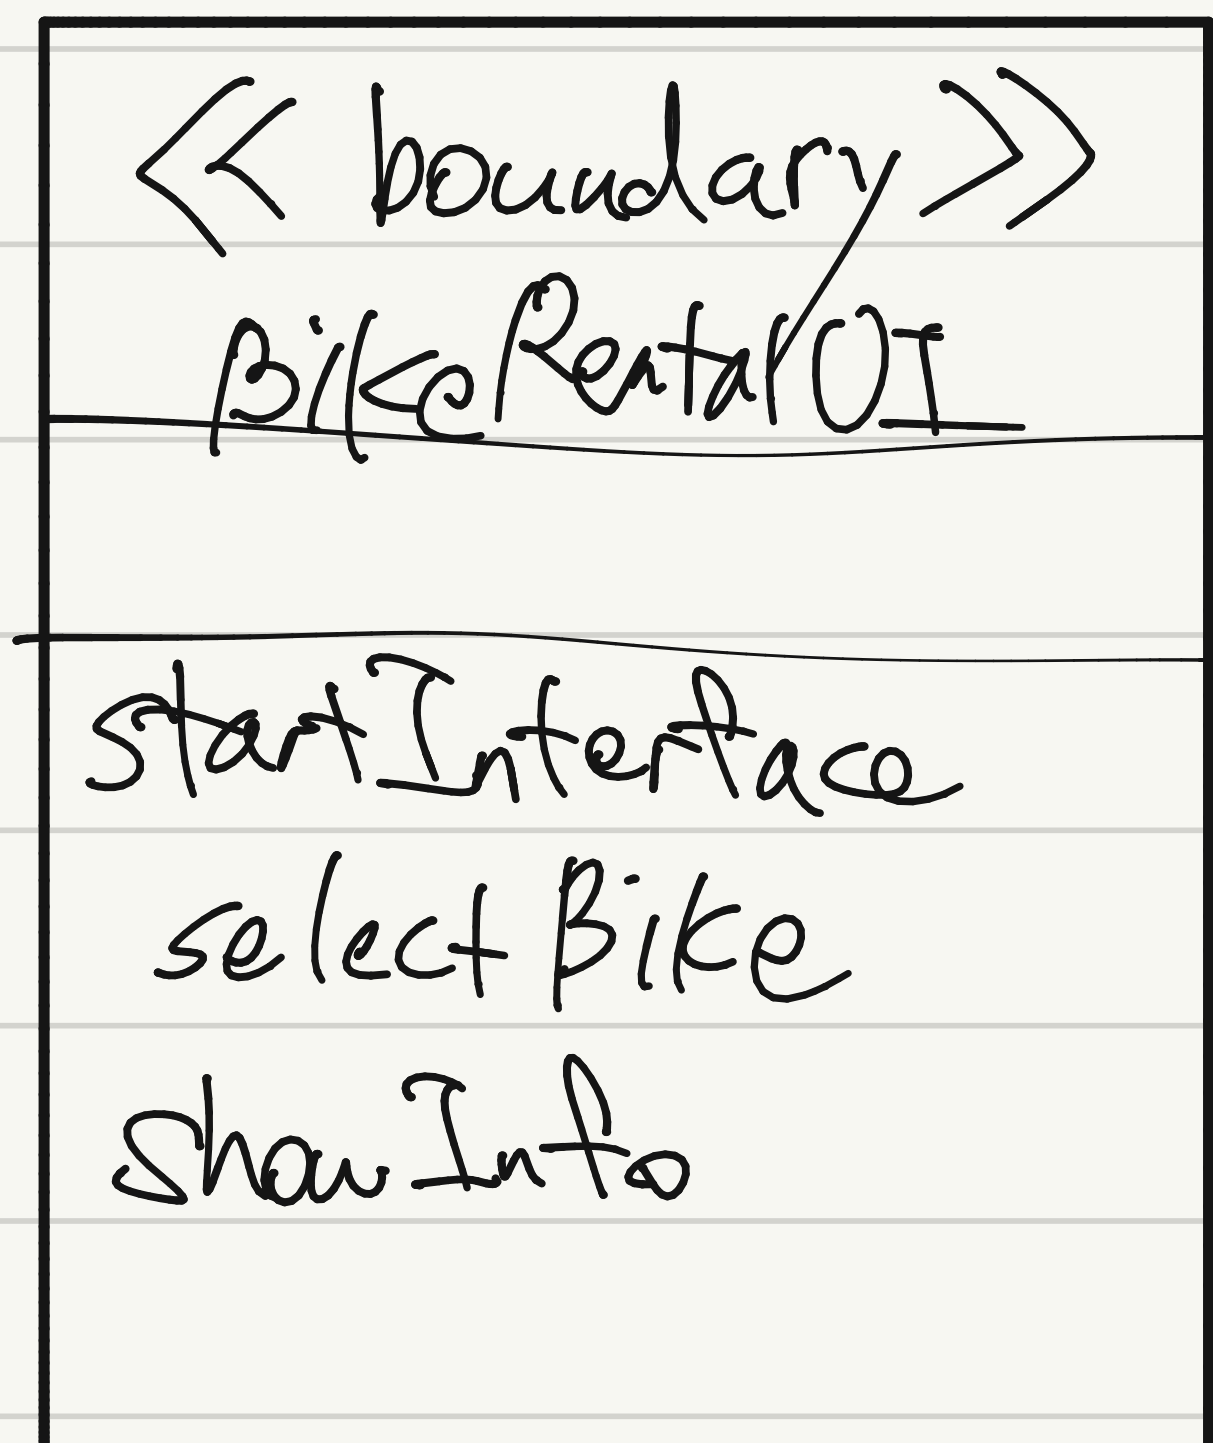 << boundary >>
BikeRentalUI
startInterface
selectBike
showInfo